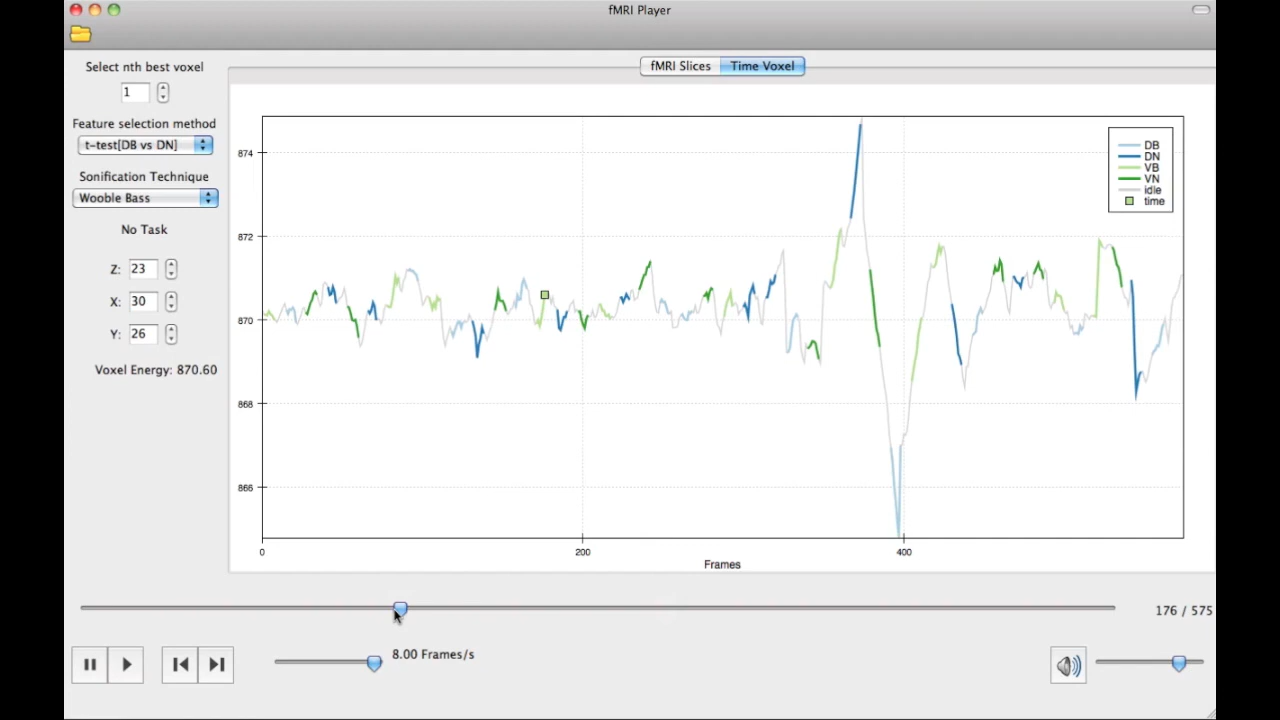 fMRI Player
Select nth best voxel
1
Feature selection method
t-test[DB vs DN]
Sonification Technique
Wooble Bass
No Task
Z: 23
X: 30
Y: 26
Voxel Energy: 870.60
fMRI Slices Time Voxel
874
872
870
868
866
0 200 400
Frames
DB
DN
VB
VN
idle
time
176 / 575
8.00 Frames/s